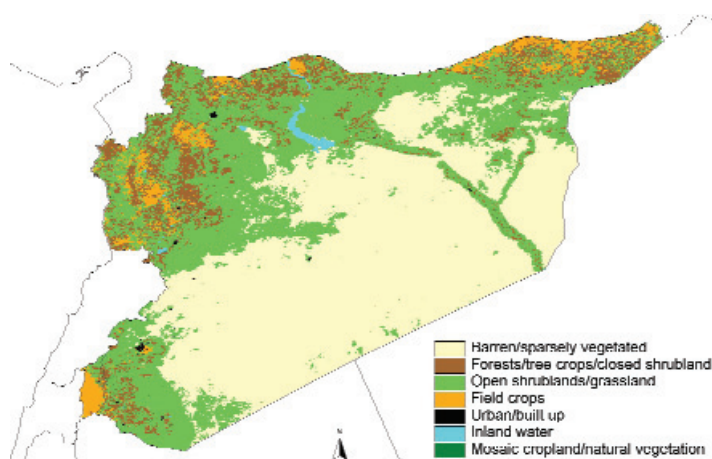 Barren/sparsely vegetated
Forests/tree crops/closed shrubland
Open shrublands/grassland
Field crops
Urban/built up
Inland water
Mosaic cropland/natural vegetation
N